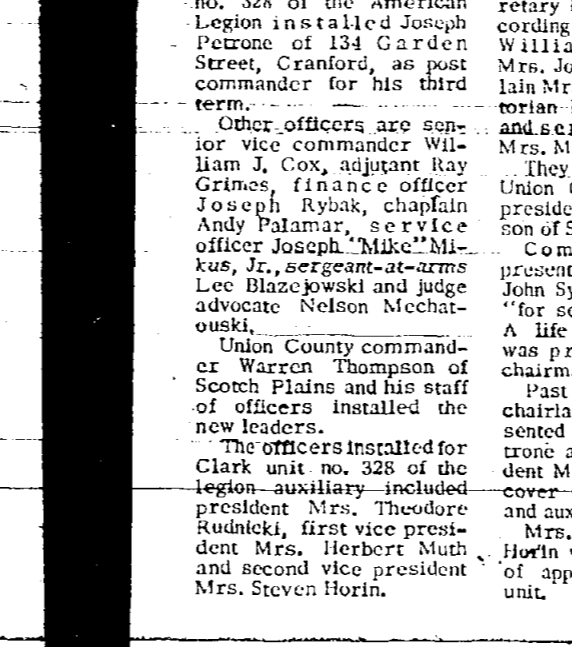 no. 328 of the American
Legion installed Joseph
Petrone of 134 Garden
Street, Cranford, as post
commander for his third
term.
Other officers are sen-
ior vice commander Wil-
liam J. Cox, adjutant Ray
Grimes, finance officer
Joseph Rybak, chaplain
Andy Palamar, service
officer Joseph "Mike" Mi-
kus, Jr., sergeant-at-arms
Lee Blazejowski and judge
advocate Nelson Mechat-
ouski.
Union County command-
er Warren Thompson of
Scotch Plains and his staff
of officers installed the
new leaders.
The officers installed for
Clark unit no. 328 of the
legion auxiliary included
president Mrs. Theodore
Rudnicki, first vice presi-
dent Mrs. Herbert Muth
and second vice president
Mrs. Steven Horin.
retary
cording
Willia
Mrs. Jo
lain Mr
torian
and se
Mrs. M
They
Union
preside
son of S
Com
present
John Sy
"for se
A life
was pr
chairm
Past
chairla
sented
trone a
dent M
cover
and aux
Mrs.
Horin
of app
unit.